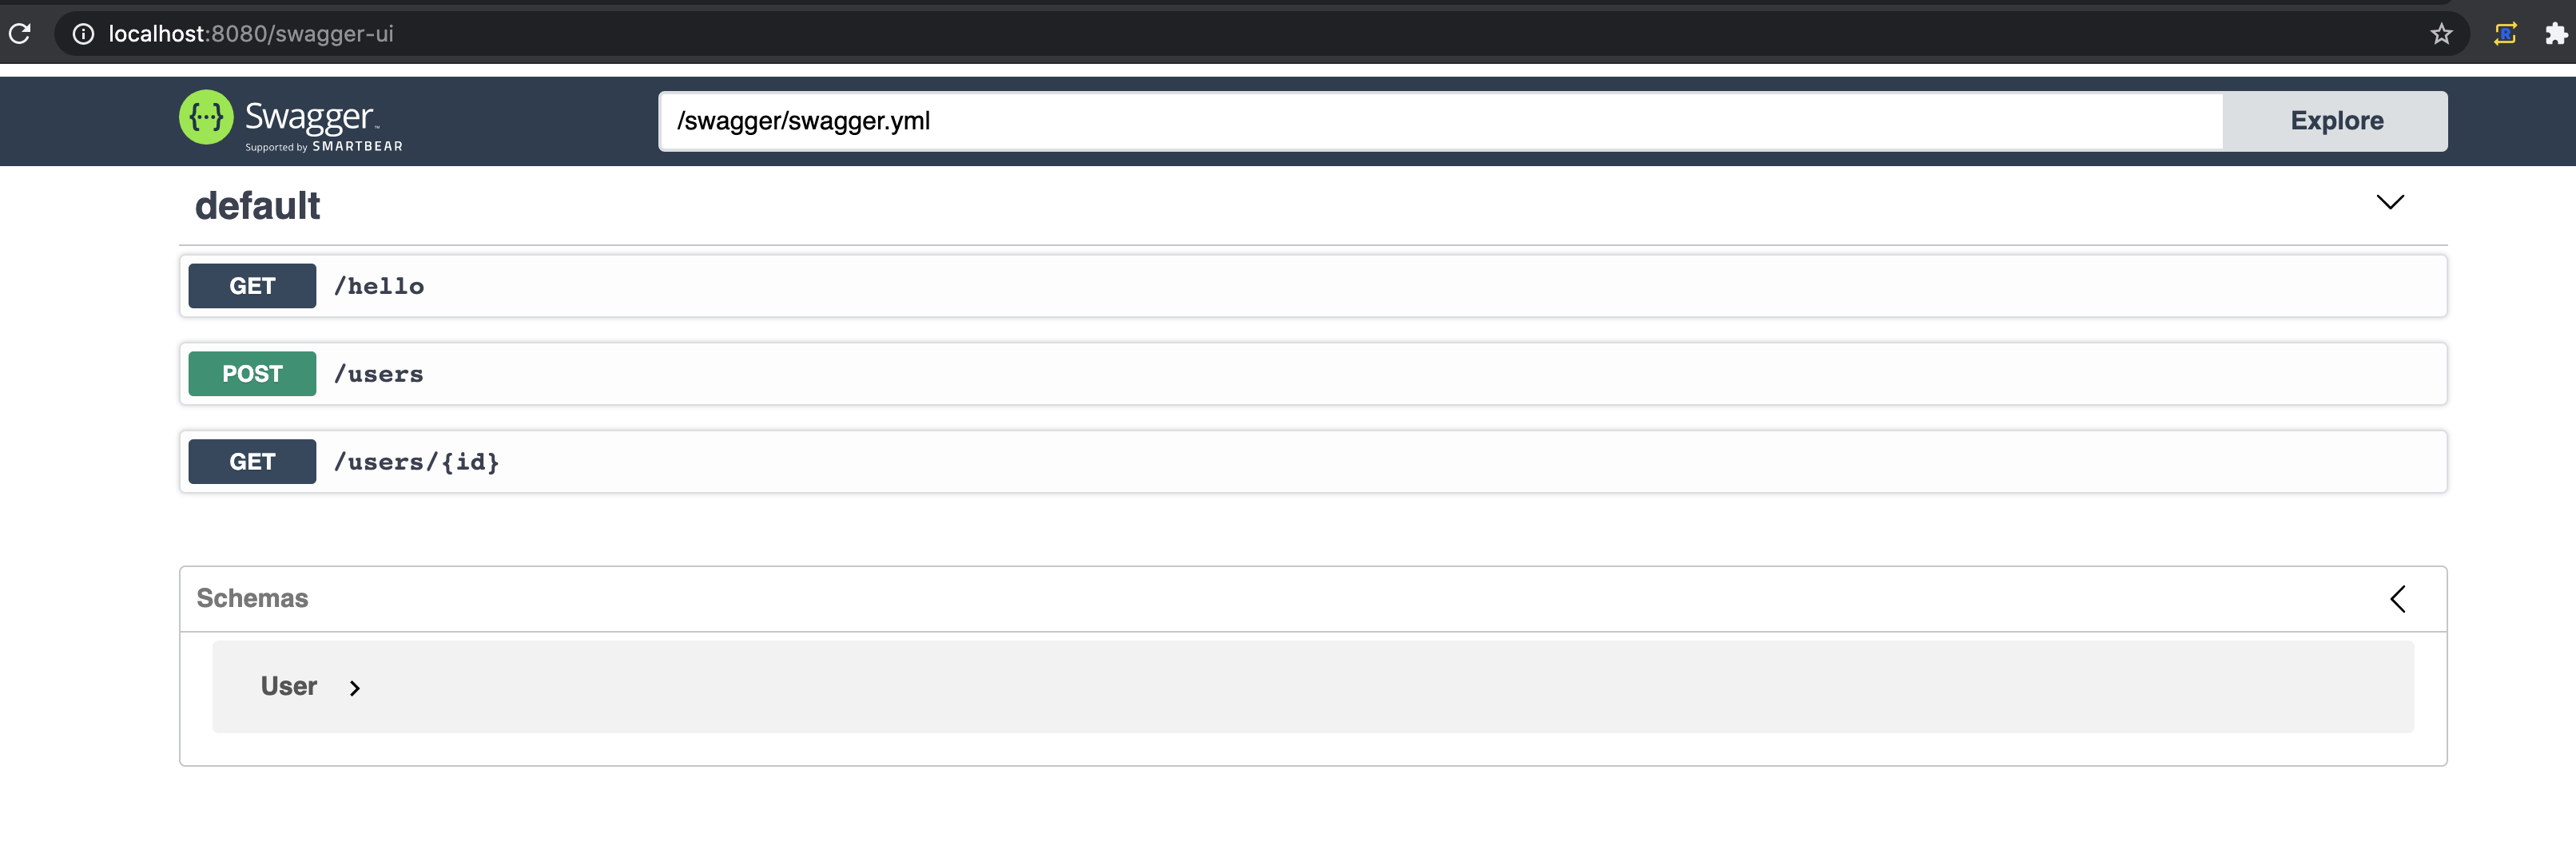 localhost:8080/swagger-ui
{···} Swagger™
Supported by SMARTBEAR
/swagger/swagger.yml
Explore
default
GET /hello
POST /users
GET /users/{id}
Schemas
User